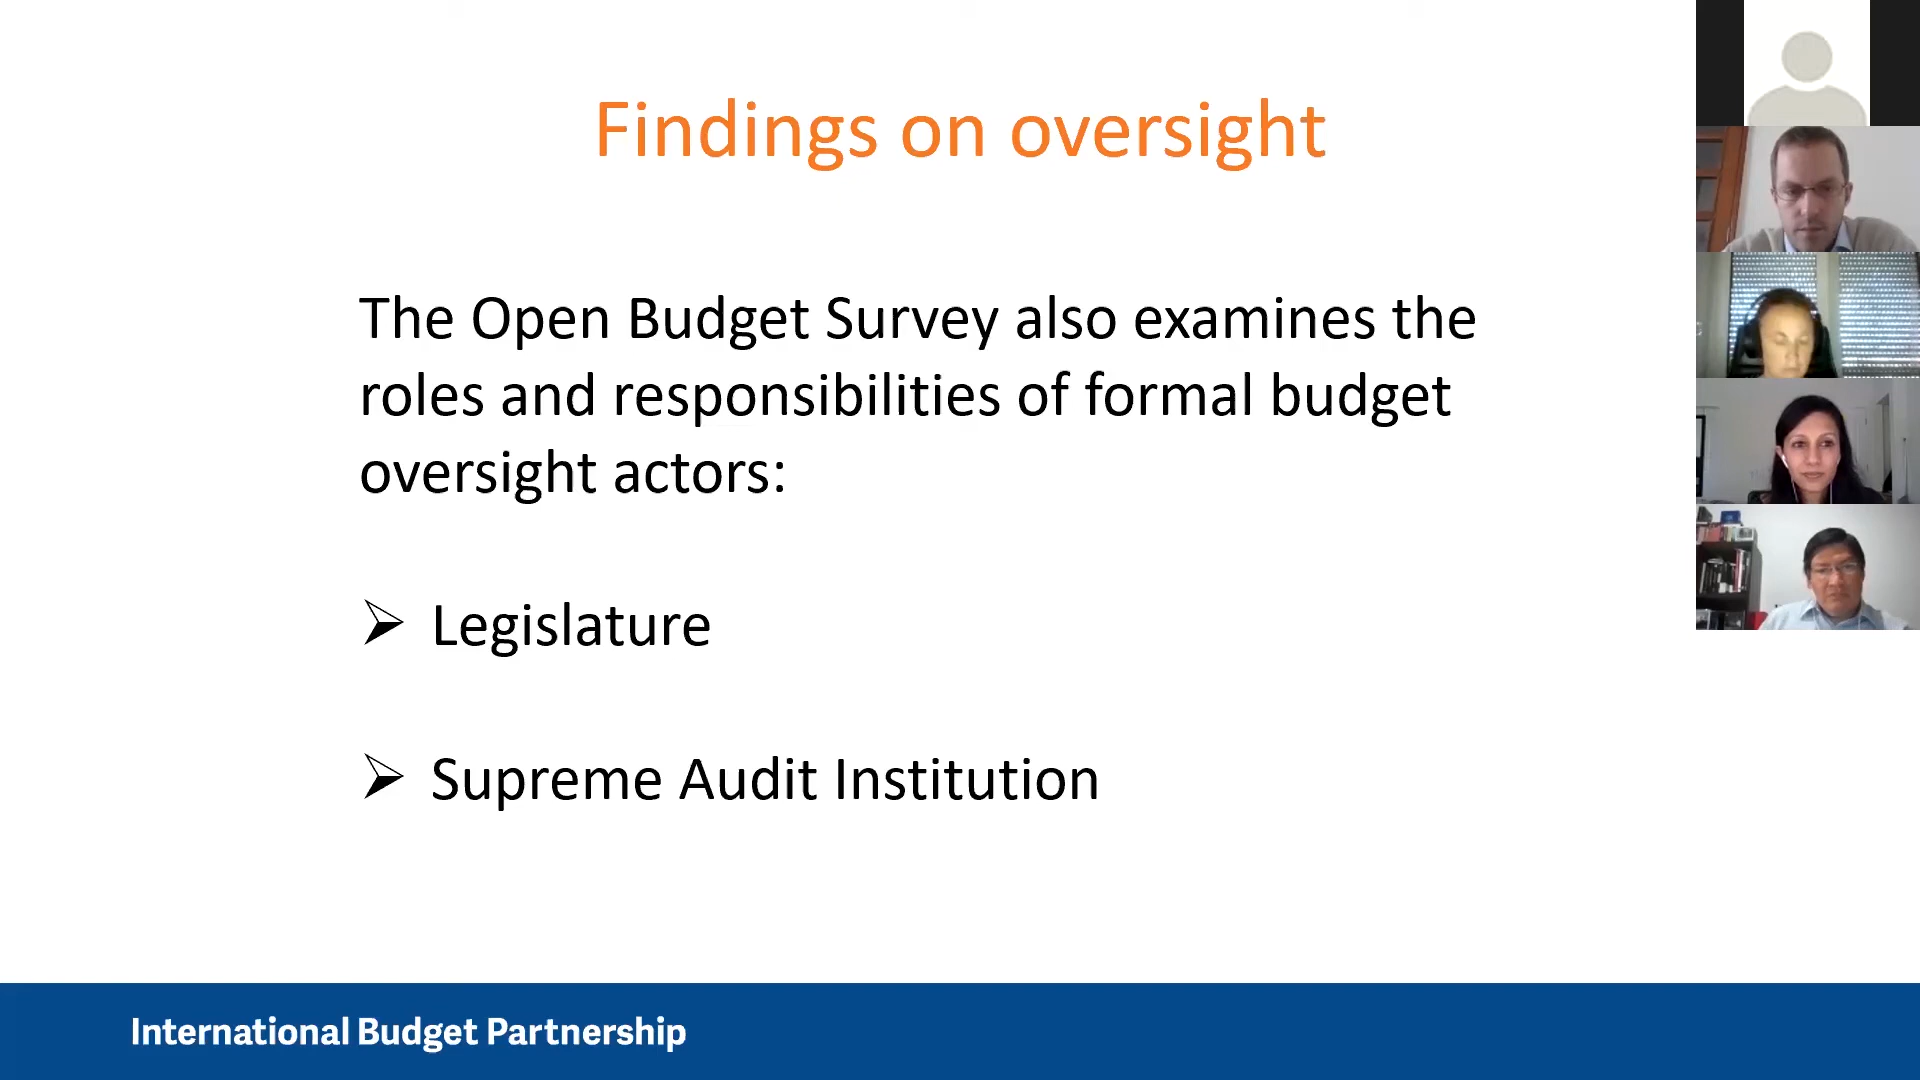 Findings on oversight
The Open Budget Survey also examines the
roles and responsibilities of formal budget
oversight actors:
Legislature
Supreme Audit Institution
International Budget Partnership